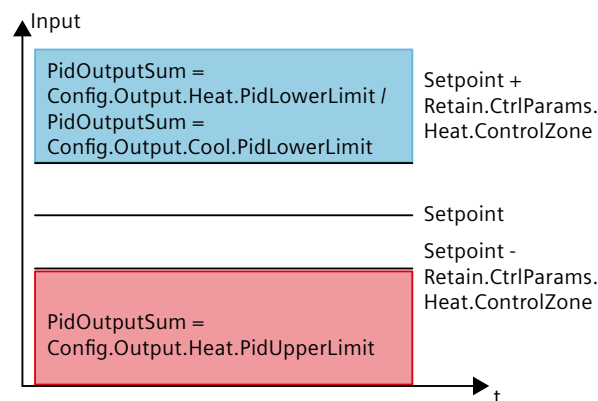 Input
PidOutputSum =
Config.Output.Heat.PidLowerLimit /
PidOutputSum =
Config.Output.Cool.PidLowerLimit
Setpoint +
Retain.CtrlParams.
Heat.ControlZone
Setpoint
Setpoint -
Retain.CtrlParams.
Heat.ControlZone
PidOutputSum =
Config.Output.Heat.PidUpperLimit
t